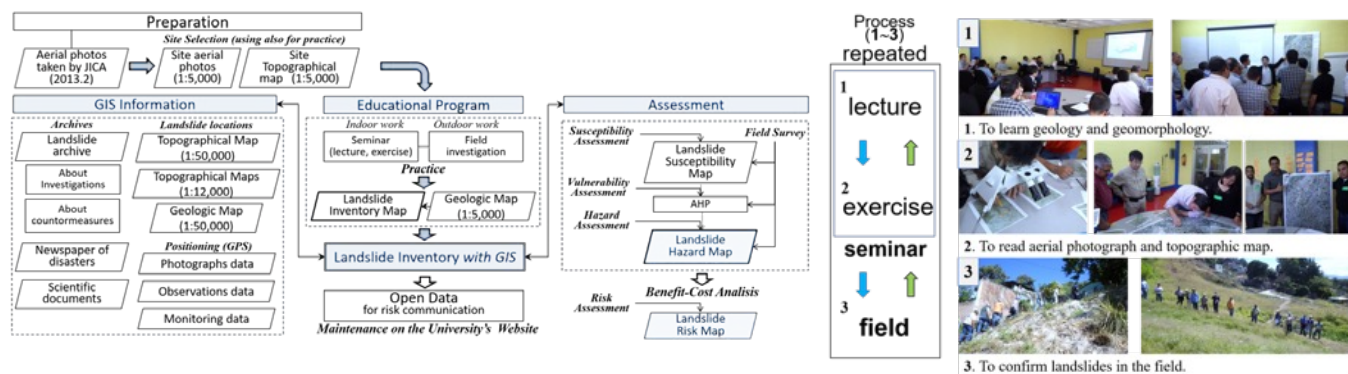 Preparation
Site Selection (using also for practice)
Aerial photos
taken by JICA
(2013.2)
Site aerial
photos
(1:5,000)
Site
Topographical
map (1:5,000)
GIS Information
Archives
Landslide
archive
About
Investigations
About
countermeasures
Newspaper of
disasters
Scientific
documents
Landslide locations
Topographical Map
(1:50,000)
Topographical Maps
(1:12,000)
Geologic Map
(1:50,000)
Positioning (GPS)
Photographs data
Observations data
Monitoring data
Educational Program
Indoor work
Outdoor work
Seminar
(lecture, exercise)
Field
investigation
Practice
Landslide
Inventory Map
Geologic Map
(1:5,000)
Landslide Inventory with GIS
Open Data
for risk communication
Maintenance on the University's Website
Assessment
Susceptibility
Assessment
Field Survey
Landslide
Susceptibility
Map
Vulnerability
Assessment
AHP
Hazard
Assessment
Landslide
Hazard Map
Benefit-Cost Analisis
Risk
Assessment
Landslide
Risk Map
Process
(1~3)
repeated
1
lecture
2
exercise
seminar
3
field
1
1. To learn geology and geomorphology.
2
2. To read aerial photograph and topographic map.
3
3. To confirm landslides in the field.